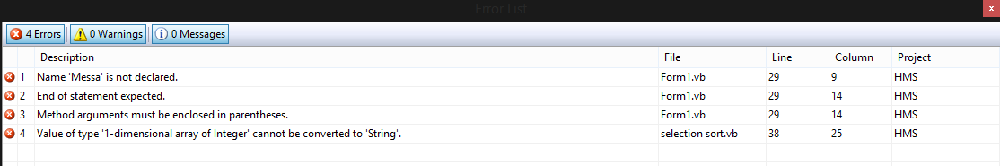 Error List
x
4 Errors 0 Warnings 0 Messages
Description File Line Column Project
1 Name 'Messa' is not declared. Form1.vb 29 9 HMS
2 End of statement expected. Form1.vb 29 14 HMS
3 Method arguments must be enclosed in parentheses. Form1.vb 29 14 HMS
4 Value of type '1-dimensional array of Integer' cannot be converted to 'String'. selection sort.vb 38 25 HMS